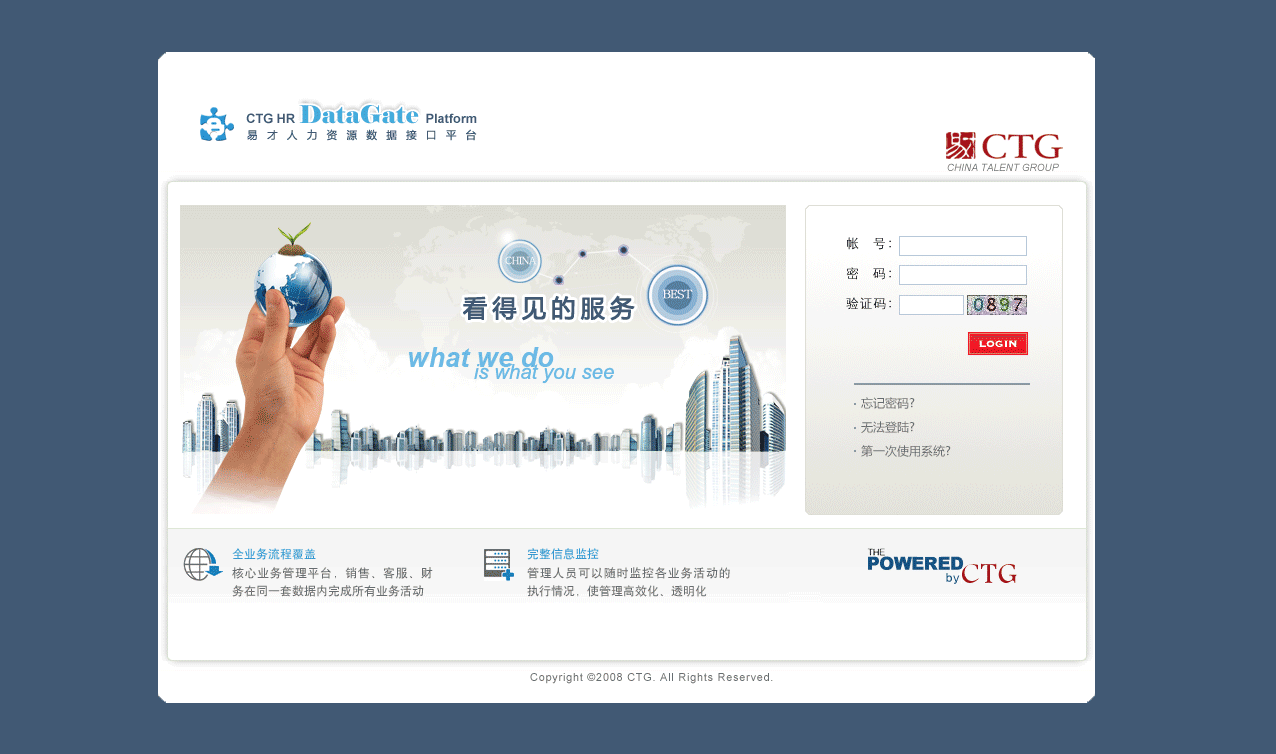 CTG HR DataGate Platform
易才人力资源数据接口平台
易 CTG
CHINA TALENT GROUP
CHINA
BEST
看得见的服务
what we do
is what you see
帐 号：
密 码：
验证码： 0897
LOGIN
· 忘记密码?
· 无法登陆?
· 第一次使用系统?
全业务流程覆盖
核心业务管理平台，销售、客服、财
务在同一套数据内完成所有业务活动
完整信息监控
管理人员可以随时监控各业务活动的
执行情况，使管理高效化、透明化
THE
POWERED
by CTG
Copyright ©2008 CTG. All Rights Reserved.